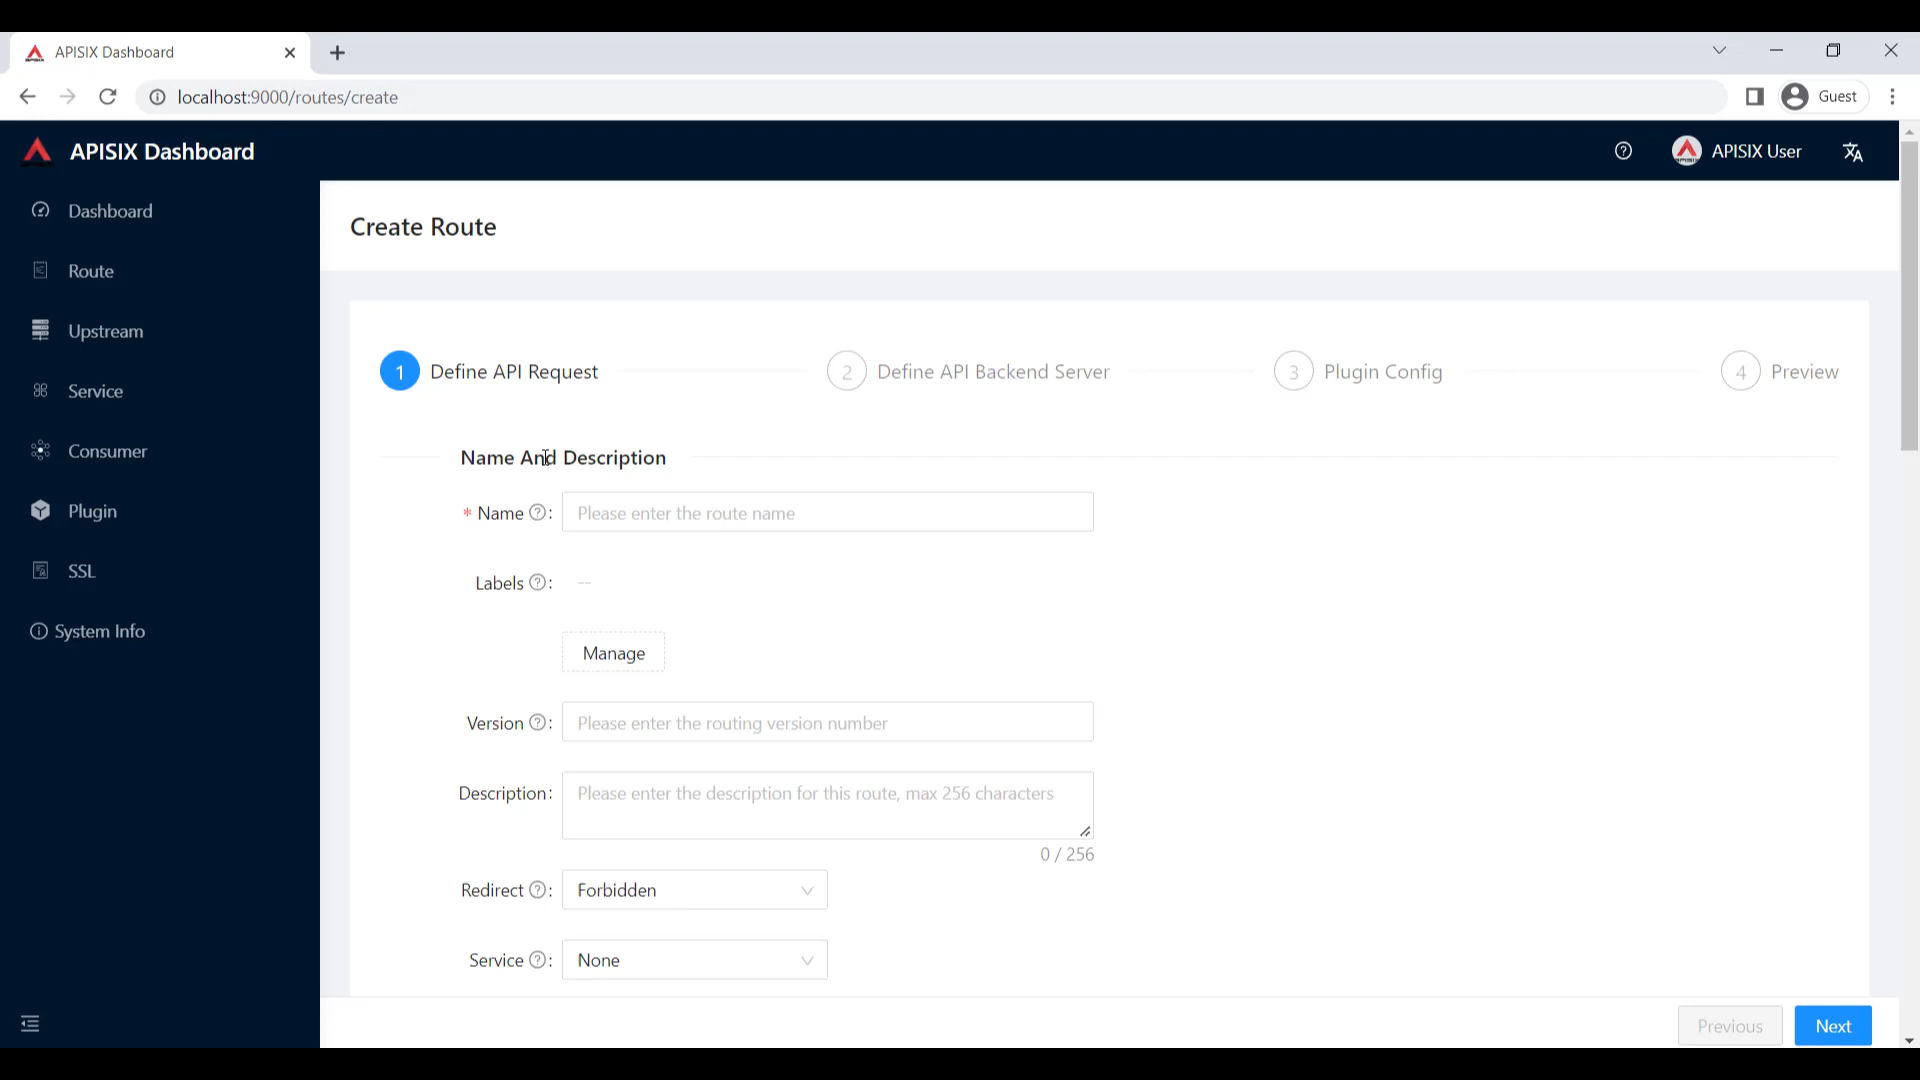 APISIX Dashboard
localhost:9000/routes/create
Guest
APISIX Dashboard
APISIX User
Dashboard
Route
Upstream
Service
Consumer
Plugin
SSL
System Info
Create Route
1 Define API Request
2 Define API Backend Server
3 Plugin Config
4 Preview
Name And Description
* Name ? : Please enter the route name
Labels ? : --
Manage
Version ? : Please enter the routing version number
Description: Please enter the description for this route, max 256 characters
0 / 256
Redirect ? : Forbidden
Service ? : None
Previous Next